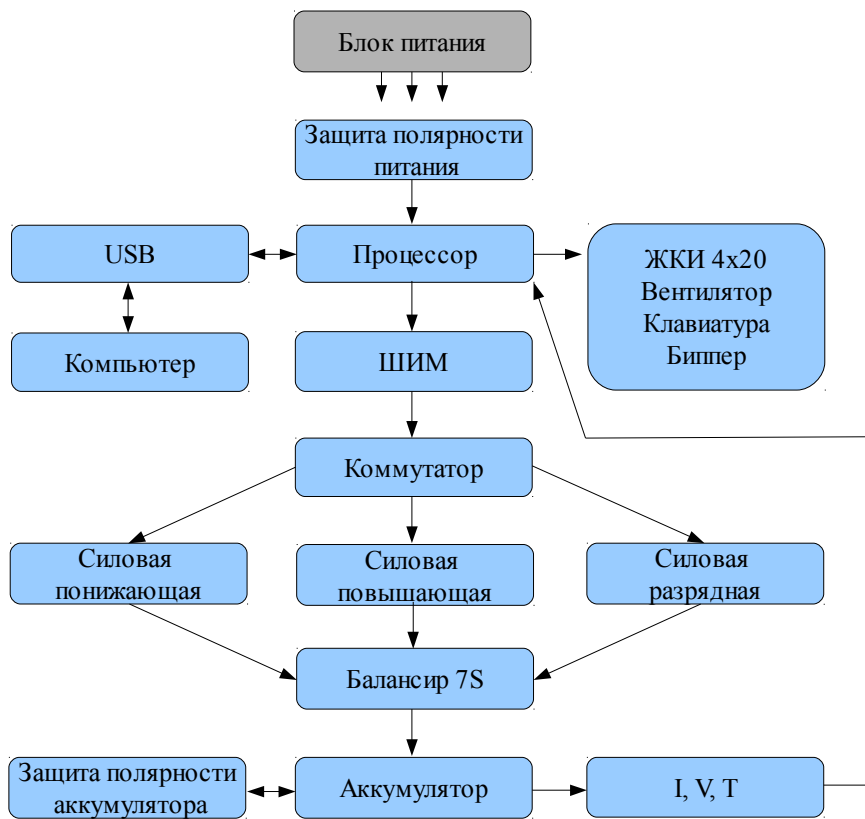 Блок питания
Защита полярности
питания
USB
Процессор
ЖКИ 4x20
Вентилятор
Клавиатура
Биппер
Компьютер
ШИМ
Коммутатор
Силовая
понижающая
Силовая
повышающая
Силовая
разрядная
Балансир 7S
Защита полярности
аккумулятора
Аккумулятор
I, V, T